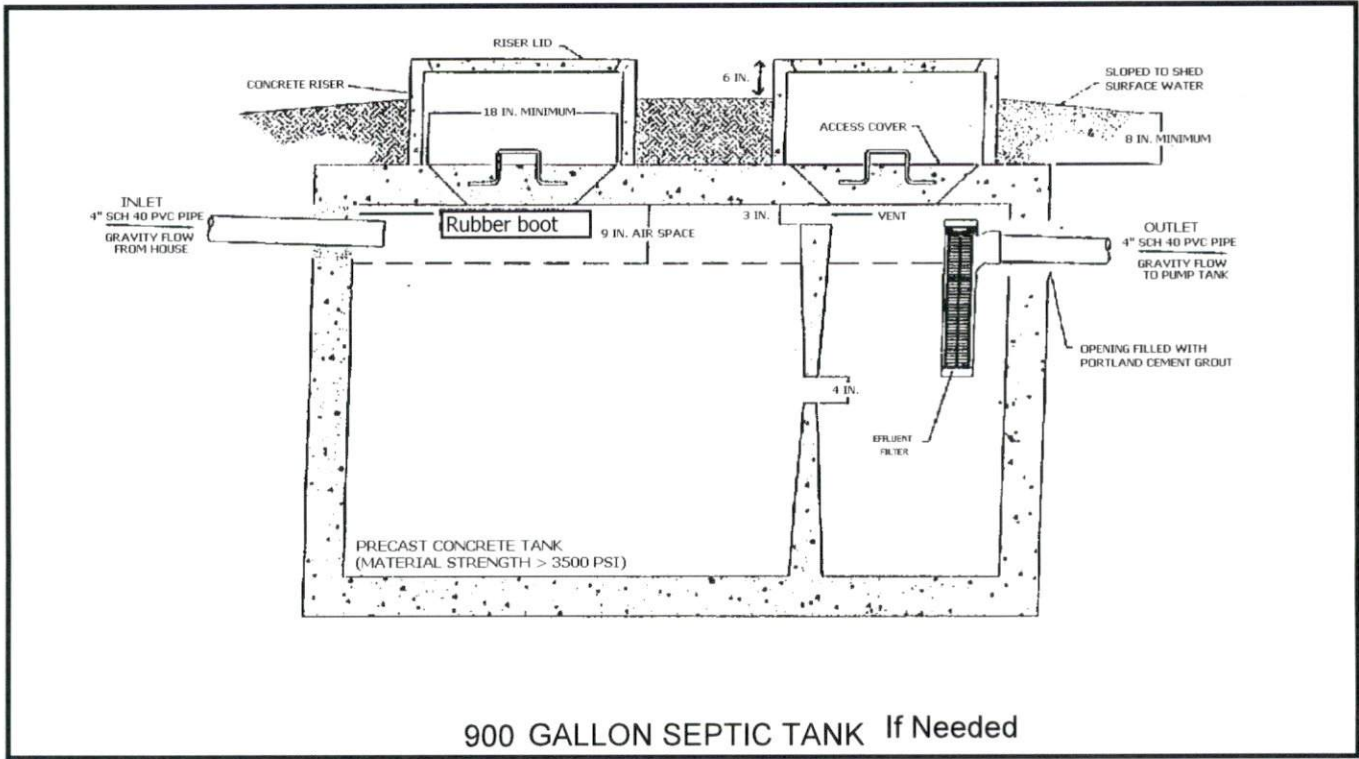 RISER LID
CONCRETE RISER
6 IN.
SLOPED TO SHED
SURFACE WATER
18 IN. MINIMUM
ACCESS COVER
8 IN. MINIMUM
INLET
4" SCH 40 PVC PIPE
GRAVITY FLOW
FROM HOUSE
Rubber boot
9 IN. AIR SPACE
3 IN.
VENT
OUTLET
4" SCH 40 PVC PIPE
GRAVITY FLOW
TO PUMP TANK
OPENING FILLED WITH
PORTLAND CEMENT GROUT
4 IN.
EFFLUENT
FILTER
PRECAST CONCRETE TANK
(MATERIAL STRENGTH > 3500 PSI)
900 GALLON SEPTIC TANK If Needed